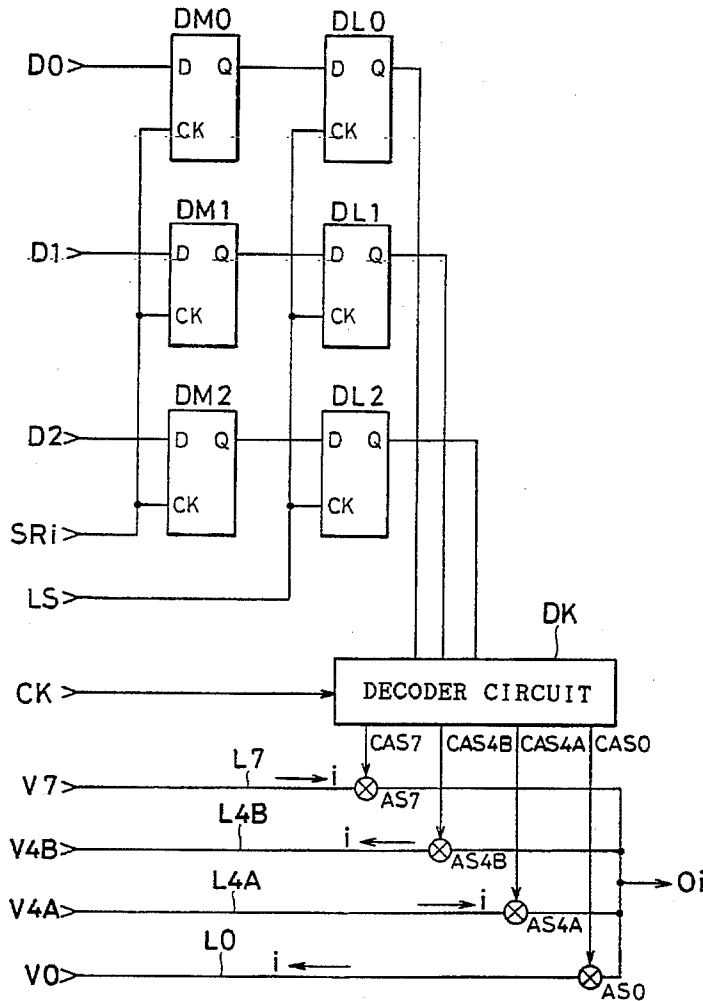 DM0 DL0
D0 D Q D Q
CK CK
DM1 DL1
D1 D Q D Q
CK CK
DM2 DL2
D2 D Q D Q
CK CK
SRi
LS
DK
CK DECODER CIRCUIT
CAS7 CAS4B CAS4A CAS0
L7 i
V7 AS7
L4B i
V4B AS4B
L4A i
V4A AS4A
Oi
L0 i
V0 AS0